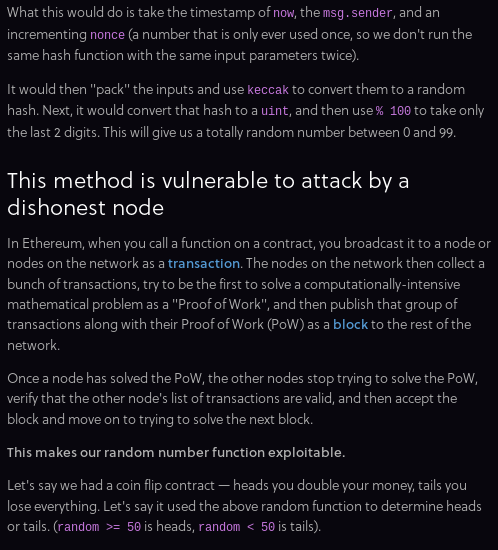 What this would do is take the timestamp of now, the msg.sender, and an
incrementing nonce (a number that is only ever used once, so we don't run the
same hash function with the same input parameters twice).
It would then "pack" the inputs and use keccak to convert them to a random
hash. Next, it would convert that hash to a uint, and then use % 100 to take only
the last 2 digits. This will give us a totally random number between 0 and 99.
This method is vulnerable to attack by a
dishonest node
In Ethereum, when you call a function on a contract, you broadcast it to a node or
nodes on the network as a transaction. The nodes on the network then collect a
bunch of transactions, try to be the first to solve a computationally-intensive
mathematical problem as a "Proof of Work", and then publish that group of
transactions along with their Proof of Work (PoW) as a block to the rest of the
network.
Once a node has solved the PoW, the other nodes stop trying to solve the PoW,
verify that the other node's list of transactions are valid, and then accept the
block and move on to trying to solve the next block.
This makes our random number function exploitable.
Let's say we had a coin flip contract — heads you double your money, tails you
lose everything. Let's say it used the above random function to determine heads
or tails. (random >= 50 is heads, random < 50 is tails).